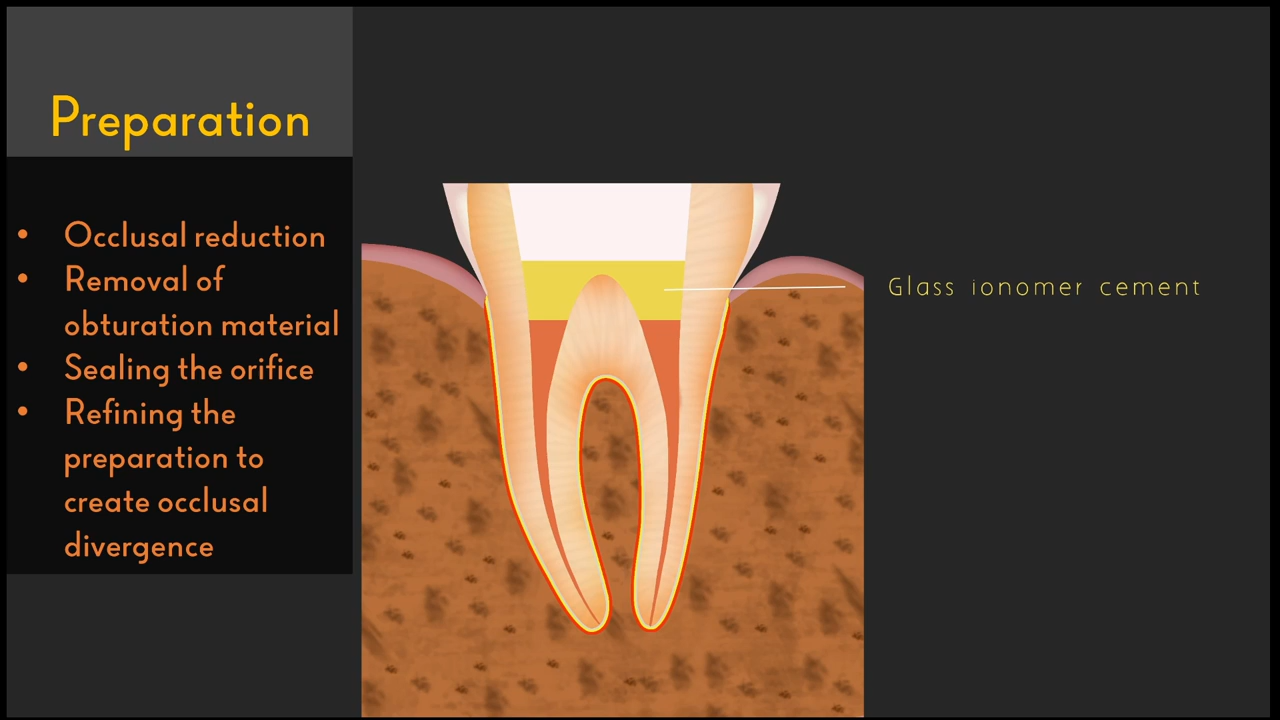 Preparation
• Occlusal reduction
• Removal of
obturation material
• Sealing the orifice
• Refining the
preparation to
create occlusal
divergence
Glass ionomer cement